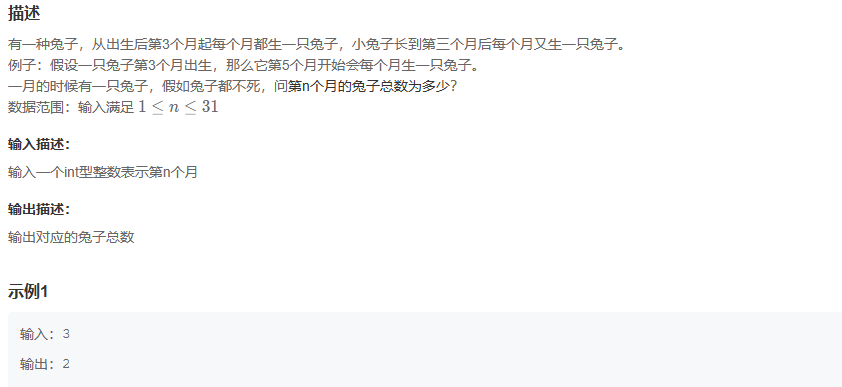 描述
有一种兔子，从出生后第3个月起每个月都生一只兔子，小兔子长到第三个月后每个月又生一只兔子。
例子：假设一只兔子第3个月出生，那么它第5个月开始会每个月生一只兔子。
一月的时候有一只兔子，假如兔子都不死，问第n个月的兔子总数为多少？
数据范围：输入满足 1 ≤ n ≤ 31
输入描述：
输入一个int型整数表示第n个月
输出描述：
输出对应的兔子总数
示例1
输入：3
输出：2